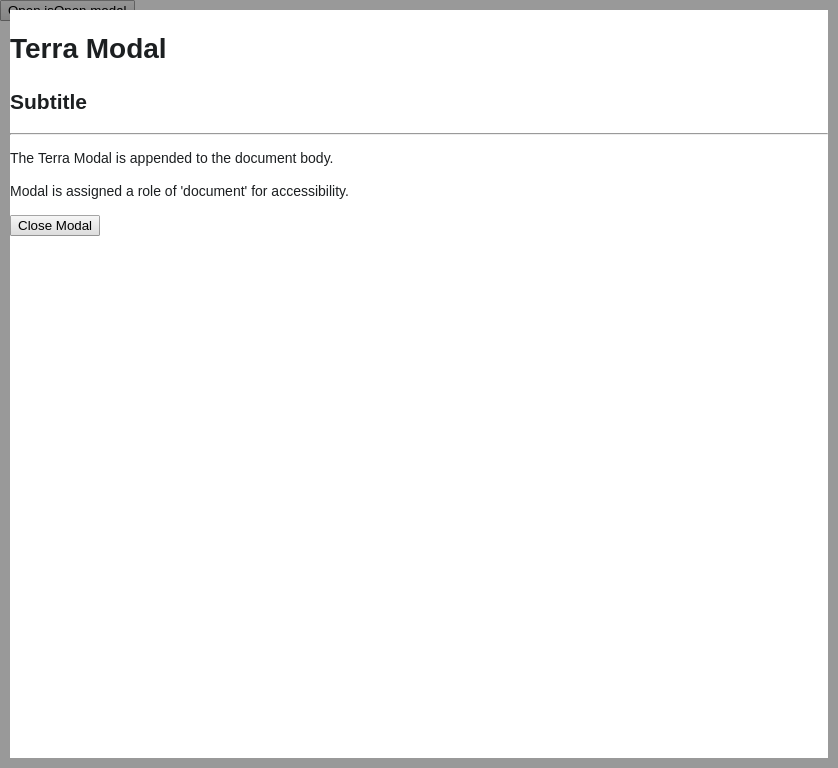 Open isOpen modal
Terra Modal
Subtitle
The Terra Modal is appended to the document body.
Modal is assigned a role of 'document' for accessibility.
Close Modal